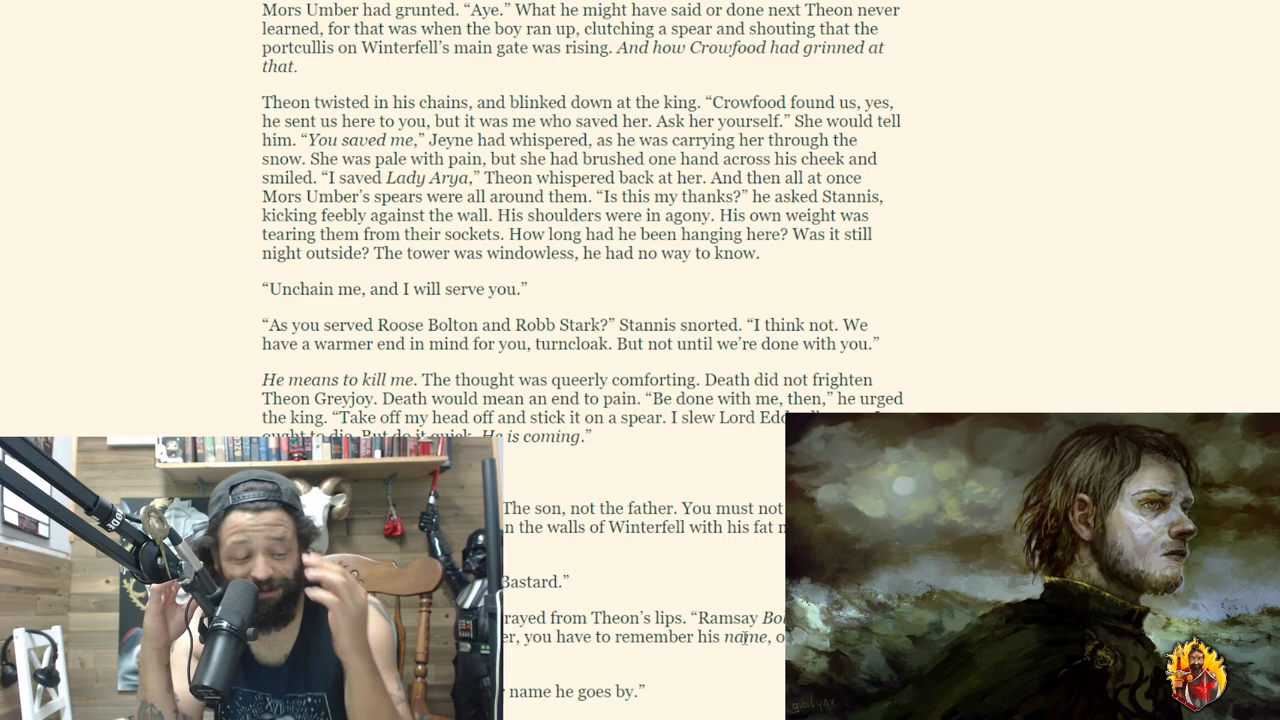 Mors Umber had grunted. “Aye.” What he might have said or done next Theon never
learned, for that was when the boy ran up, clutching a spear and shouting that the
portcullis on Winterfell’s main gate was rising. And how Crowfood had grinned at
that.
Theon twisted in his chains, and blinked down at the king. “Crowfood found us, yes,
he sent us here to you, but it was me who saved her. Ask her yourself.” She would tell
him. “You saved me,” Jeyne had whispered, as he was carrying her through the
snow. She was pale with pain, but she had brushed one hand across his cheek and
smiled. “I saved Lady Arya,” Theon whispered back at her. And then all at once
Mors Umber’s spears were all around them. “Is this my thanks?” he asked Stannis,
kicking feebly against the wall. His shoulders were in agony. His own weight was
tearing them from their sockets. How long had he been hanging here? Was it still
night outside? The tower was windowless, he had no way to know.
“Unchain me, and I will serve you.”
“As you served Roose Bolton and Robb Stark?” Stannis snorted. “I think not. We
have a warmer end in mind for you, turncloak. But not until we’re done with you.”
He means to kill me. The thought was queerly comforting. Death did not frighten
Theon Greyjoy. Death would mean an end to pain. “Be done with me, then,” he urged
the king. “Take off my head off and stick it on a spear. I slew Lord
He is coming.”
The son, not the father. You must not
the walls of Winterfell with his fat
Bastard.”
from Theon’s lips. “Ramsay
you have to remember his name,
name he goes by.”
gibiLynx